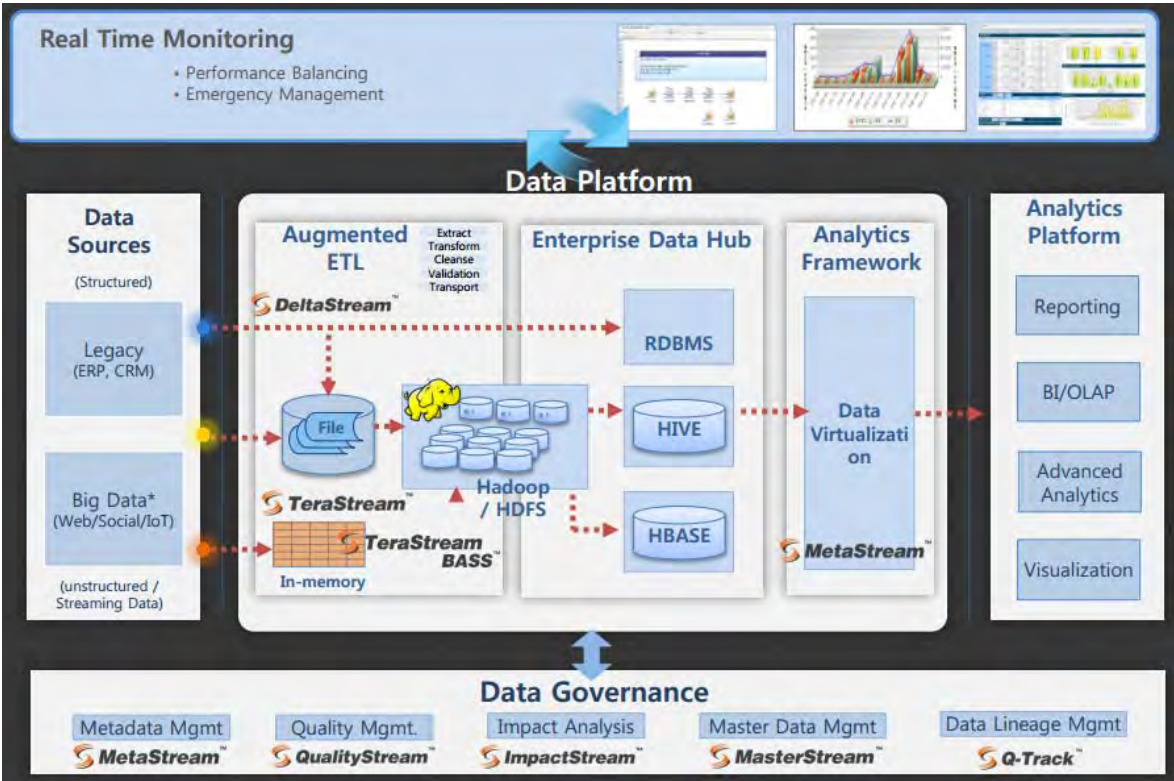 Real Time Monitoring
• Performance Balancing
• Emergency Management
Data Platform
Data
Sources
(Structured)
Legacy
(ERP, CRM)
Big Data*
(Web/Social/IoT)
(unstructured /
Streaming Data)
Augmented
ETL
Extract
Transform
Cleanse
Validation
Transport
DeltaStream™
File
TeraStream™
TeraStream
BASS™
In-memory
Hadoop
/ HDFS
Enterprise Data Hub
RDBMS
HIVE
HBASE
Analytics
Framework
Data
Virtualizati
on
MetaStream™
Analytics
Platform
Reporting
BI/OLAP
Advanced
Analytics
Visualization
Data Governance
Metadata Mgmt
MetaStream™
Quality Mgmt.
QualityStream™
Impact Analysis
ImpactStream™
Master Data Mgmt
MasterStream™
Data Lineage Mgmt
Q-Track™